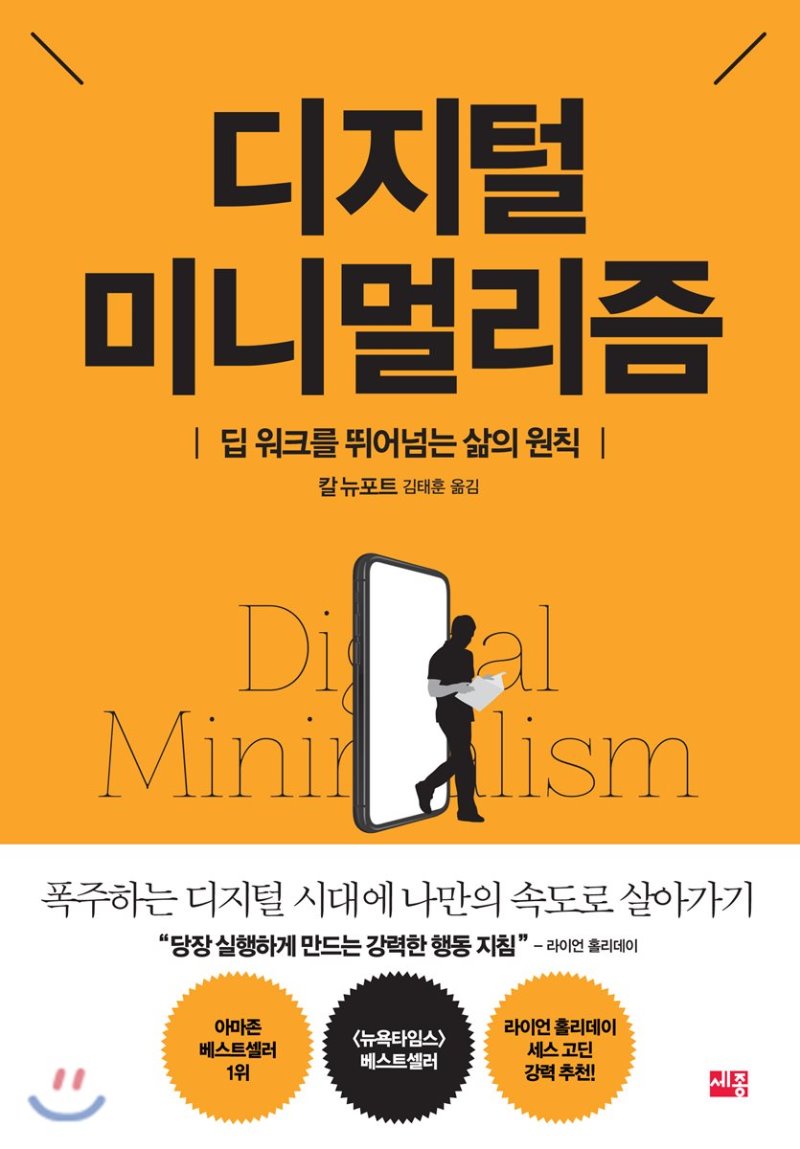 디지털
미니멀리즘
| 딥 워크를 뛰어넘는 삶의 원칙 |
칼 뉴포트 김태훈 옮김
Di al
Mini alism
폭주하는 디지털 시대에 나만의 속도로 살아가기
“당장 실행하게 만드는 강력한 행동 지침” – 라이언 홀리데이
아마존
베스트셀러
1위
〈뉴욕타임스〉
베스트셀러
라이언 홀리데이
세스 고딘
강력 추천!
세종